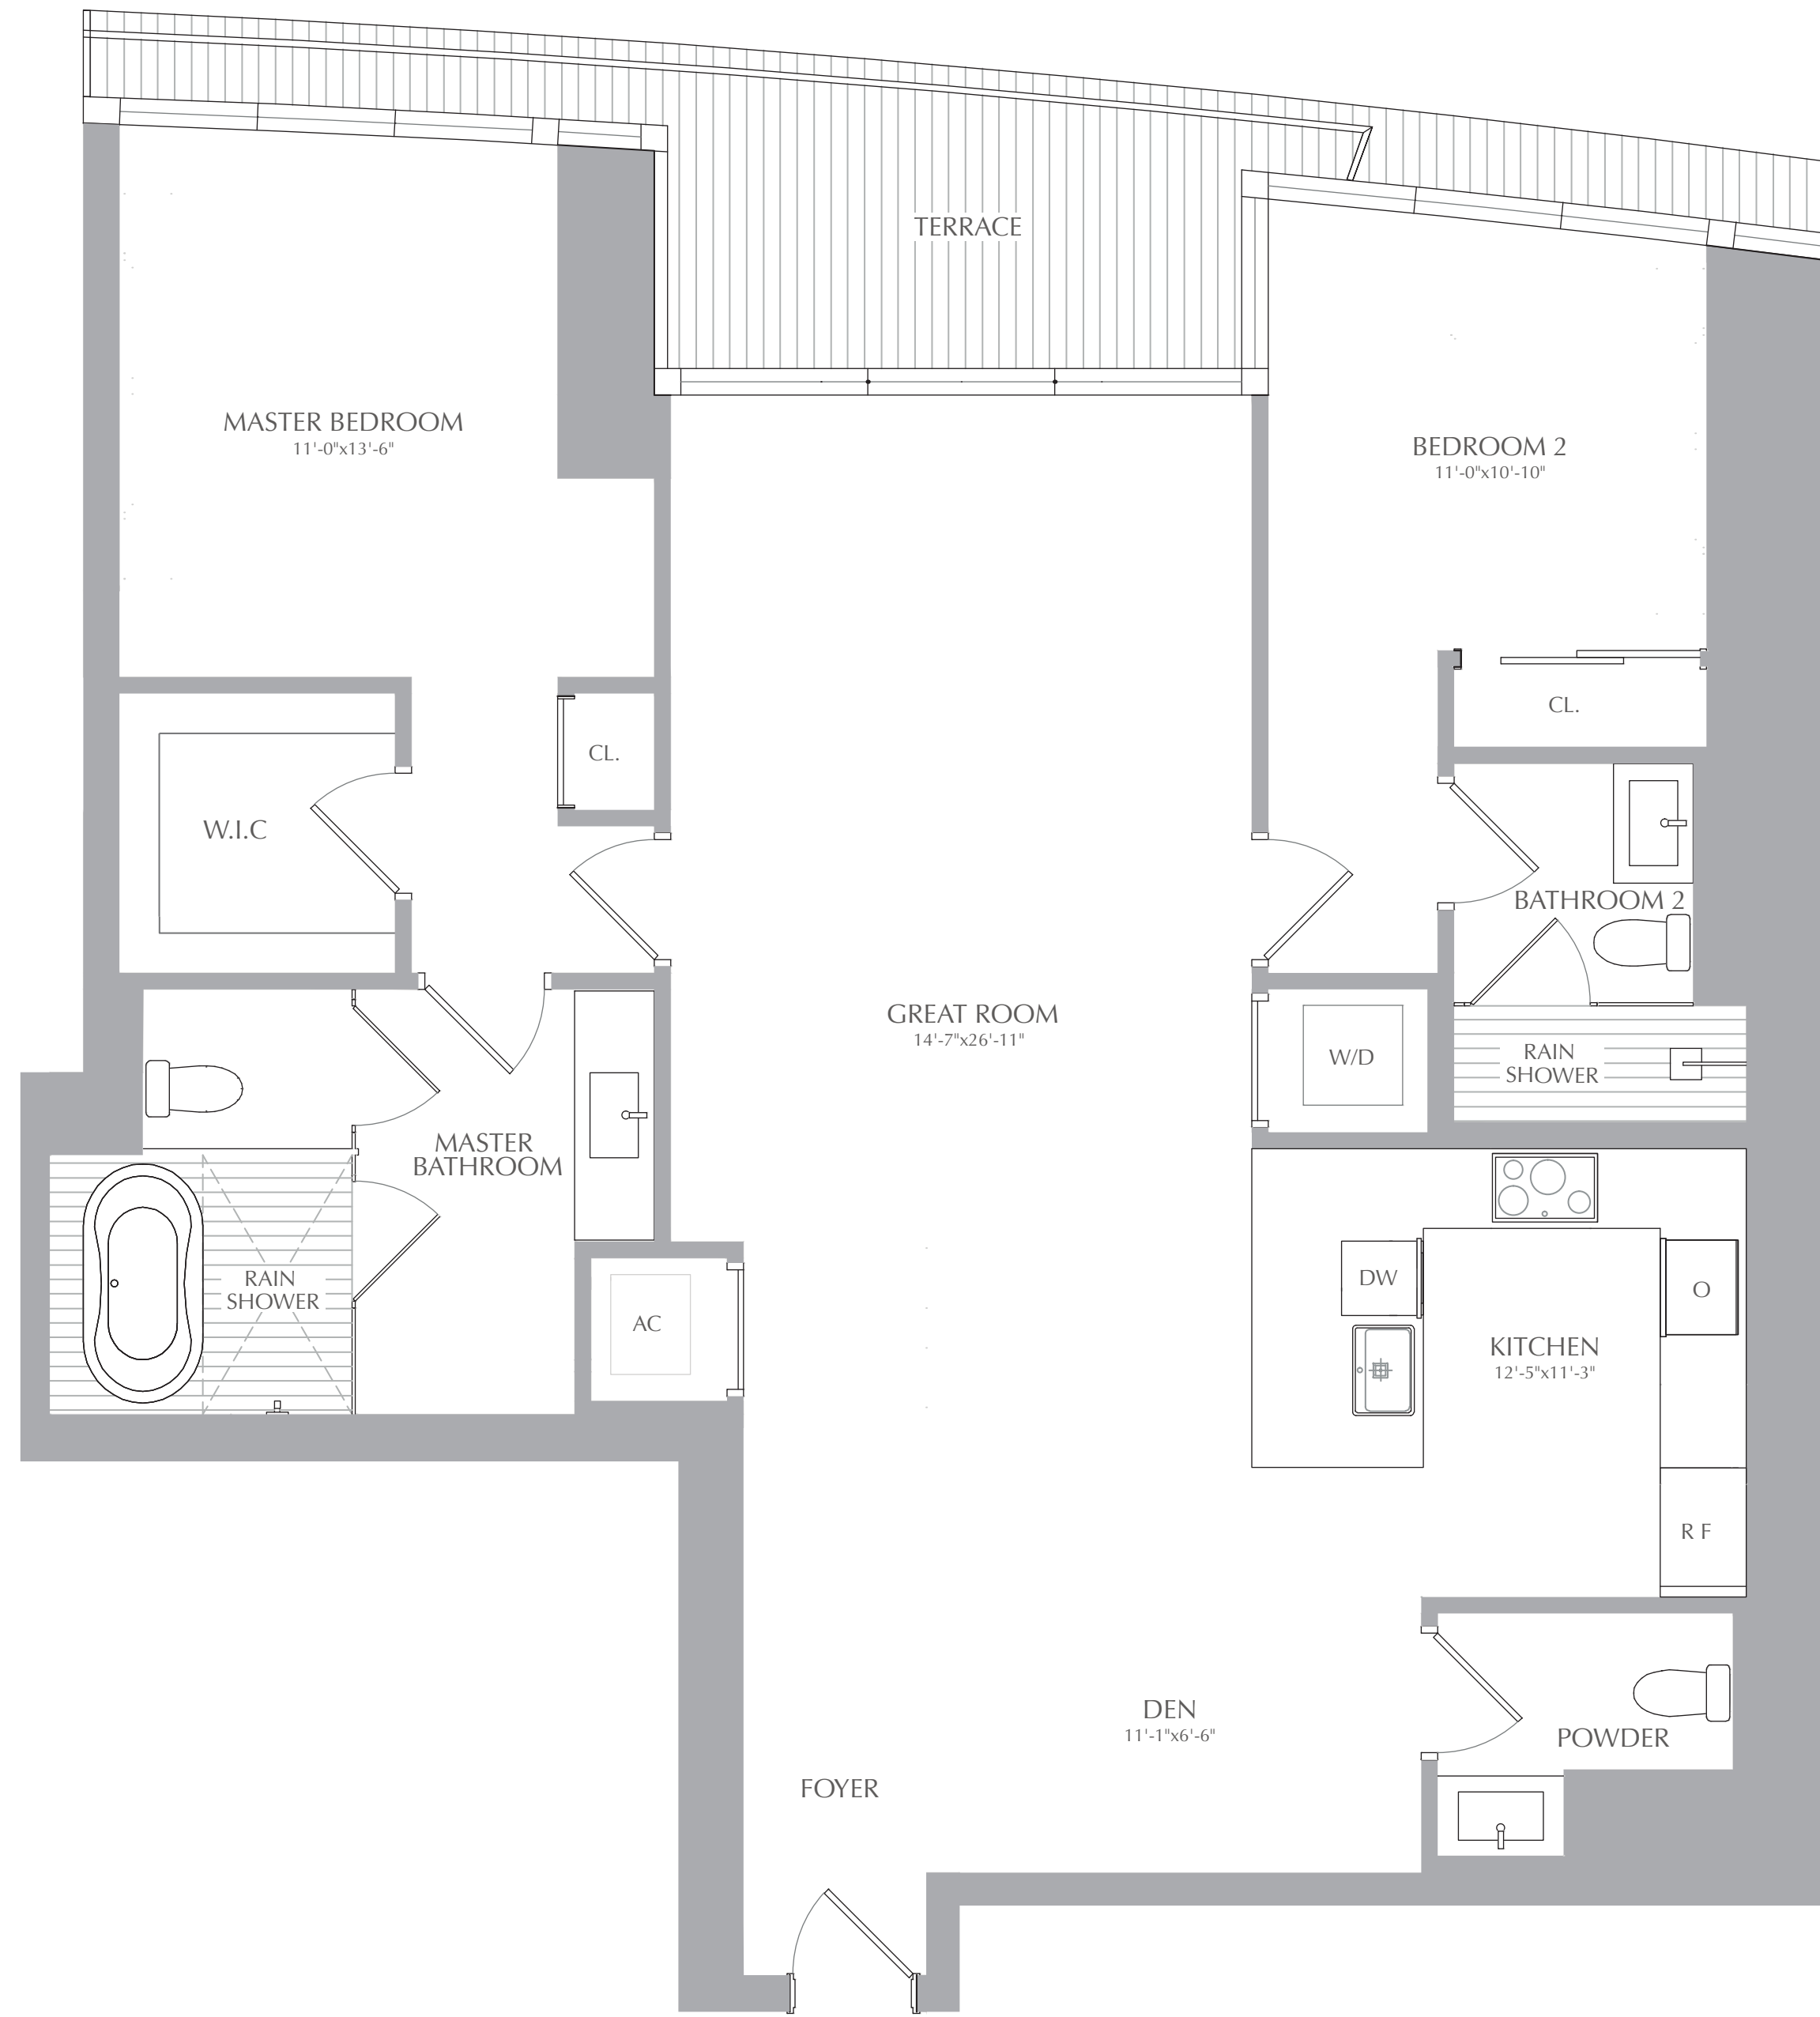 TERRACE
MASTER BEDROOM
11'-0"x13'-6"
BEDROOM 2
11'-0"x10'-10"
CL.
CL.
W.I.C
BATHROOM 2
GREAT ROOM
14'-7"x26'-11"
W/D
RAIN
SHOWER
MASTER
BATHROOM
RAIN
SHOWER
AC
DW
O
KITCHEN
12'-5"x11'-3"
R F
DEN
11'-1"x6'-6"
POWDER
FOYER